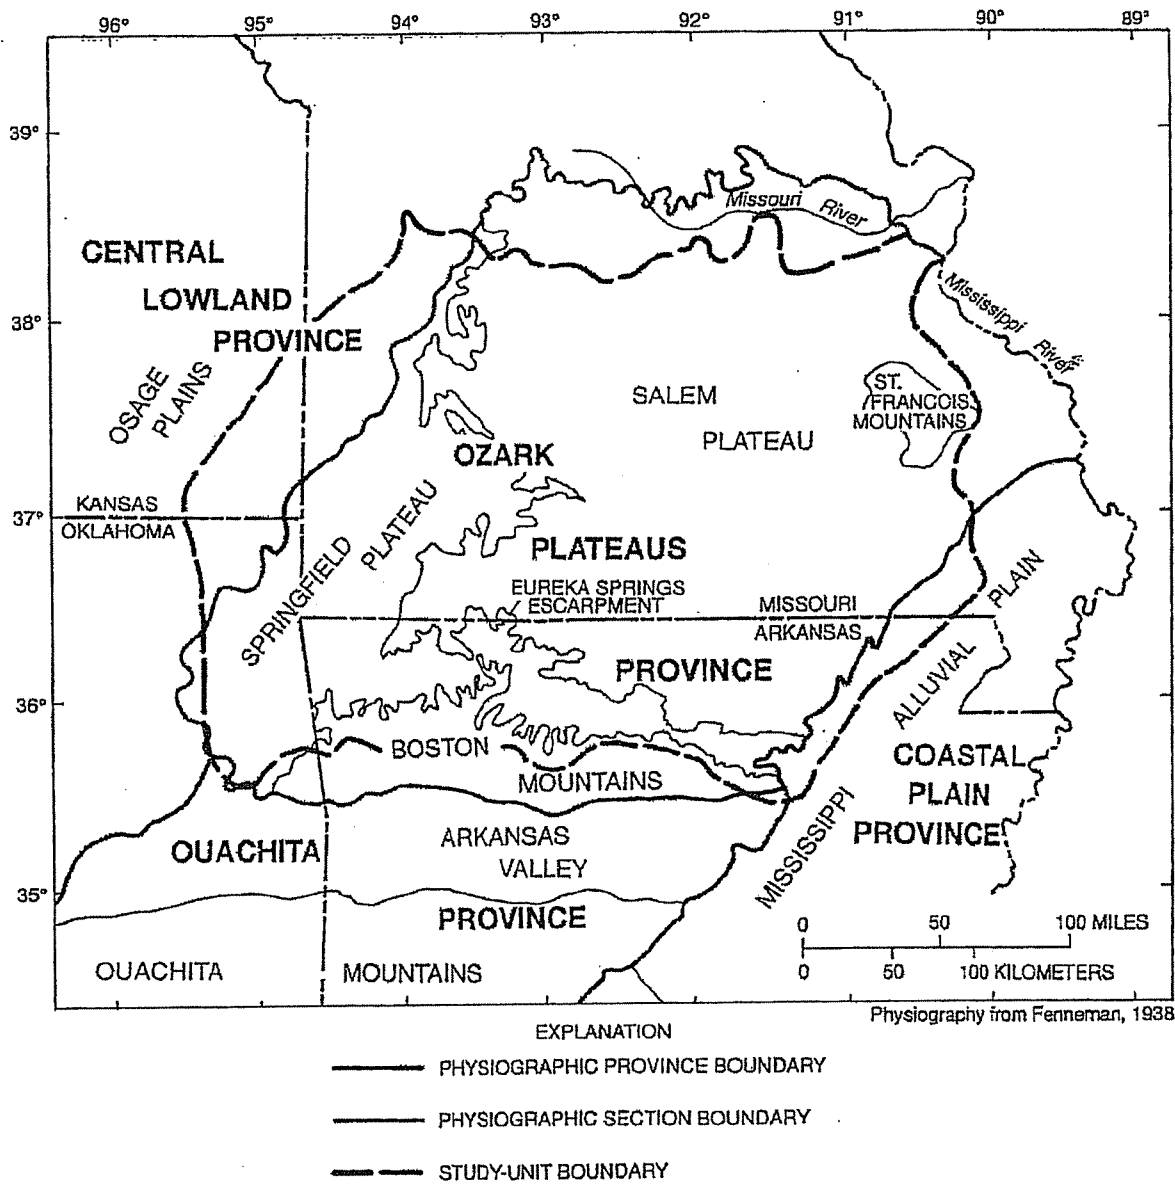 96° 95° 94° 93° 92° 91° 90° 89°
39°
Missouri River
CENTRAL
LOWLAND
PROVINCE
38°
Mississippi River
OSAGE
PLAINS
ST.
FRANCOIS
MOUNTAINS
SALEM
PLATEAU
OZARK
KANSAS
37°
OKLAHOMA
SPRINGFIELD PLATEAU
PLATEAUS
EUREKA SPRINGS
ESCARPMENT
MISSOURI
ARKANSAS
PROVINCE
36°
MISSISSIPPI ALLUVIAL PLAIN
BOSTON
MOUNTAINS
COASTAL
PLAIN
PROVINCE
OUACHITA
ARKANSAS
VALLEY
35°
PROVINCE
OUACHITA MOUNTAINS
0 50 100 MILES
0 50 100 KILOMETERS
Physiography from Fenneman, 1938
EXPLANATION
PHYSIOGRAPHIC PROVINCE BOUNDARY
PHYSIOGRAPHIC SECTION BOUNDARY
STUDY-UNIT BOUNDARY